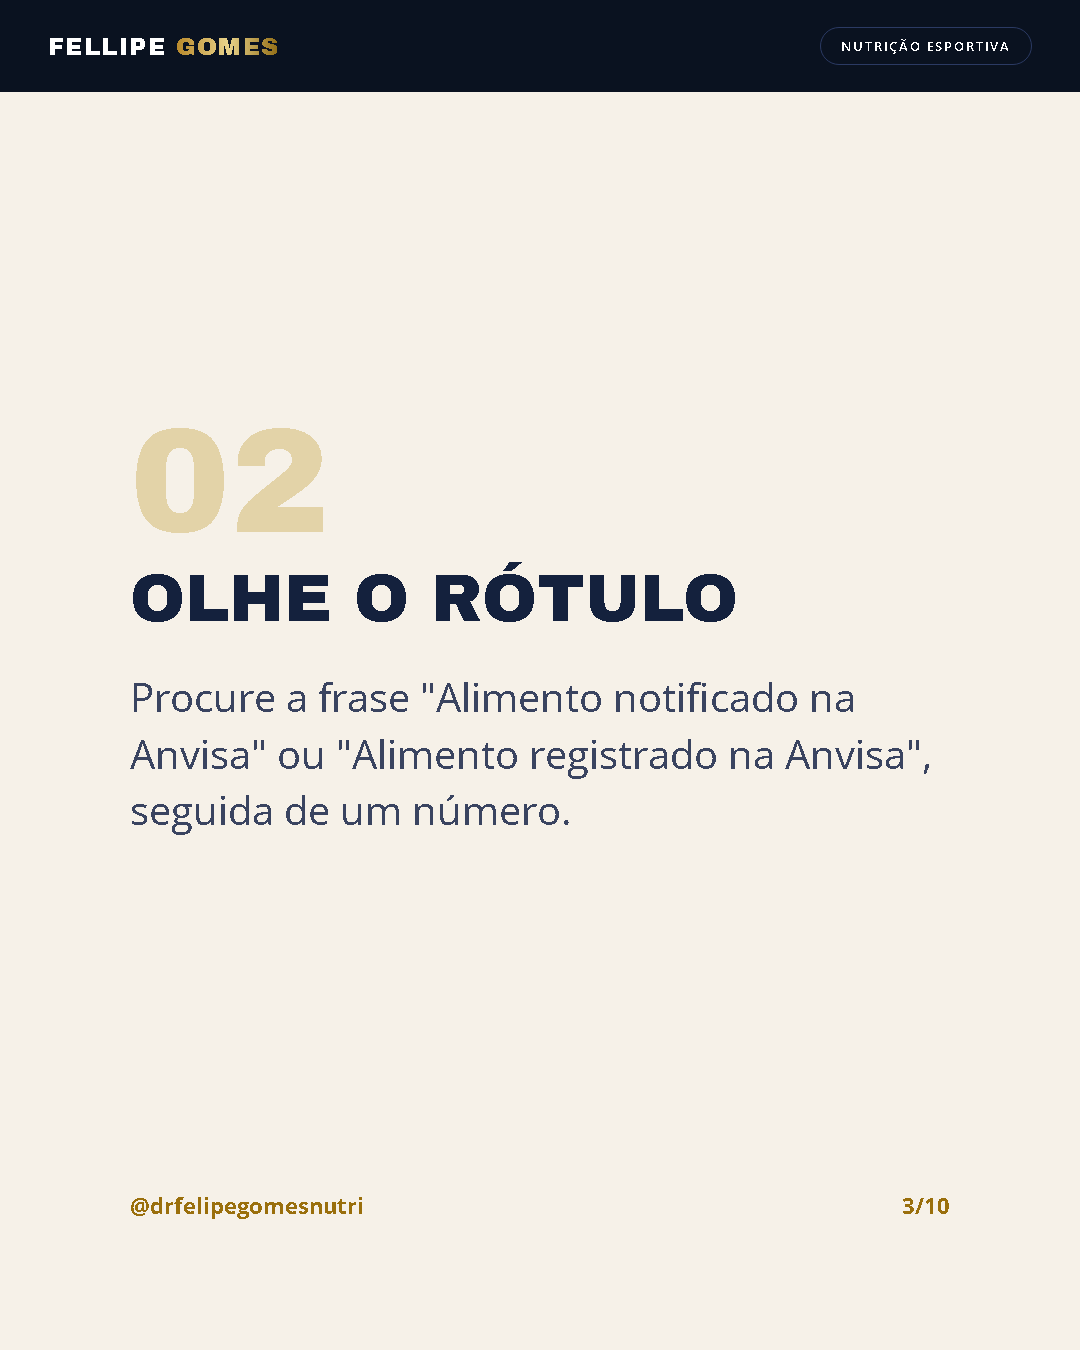 FELLIPE GOMES
NUTRIÇÃO ESPORTIVA
02
OLHE O RÓTULO
Procure a frase "Alimento notificado na
Anvisa" ou "Alimento registrado na Anvisa",
seguida de um número.
@drfelipegomesnutri
3/10